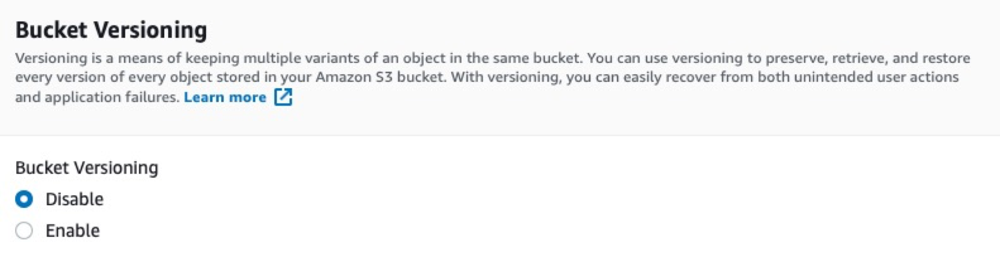 Bucket Versioning
Versioning is a means of keeping multiple variants of an object in the same bucket. You can use versioning to preserve, retrieve, and restore
every version of every object stored in your Amazon S3 bucket. With versioning, you can easily recover from both unintended user actions
and application failures. Learn more
Bucket Versioning
Disable
Enable